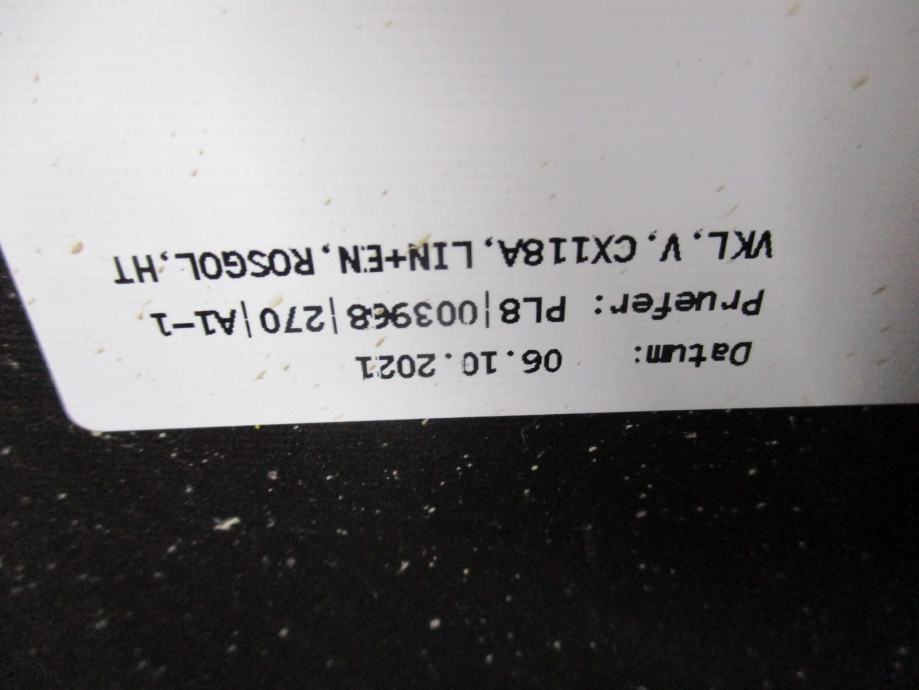 Datum: 06.10.2021
Pruefer: PL8|003968|270|A1-1
VKL,V,CX118A,LIN+EN,ROSGOL,HT